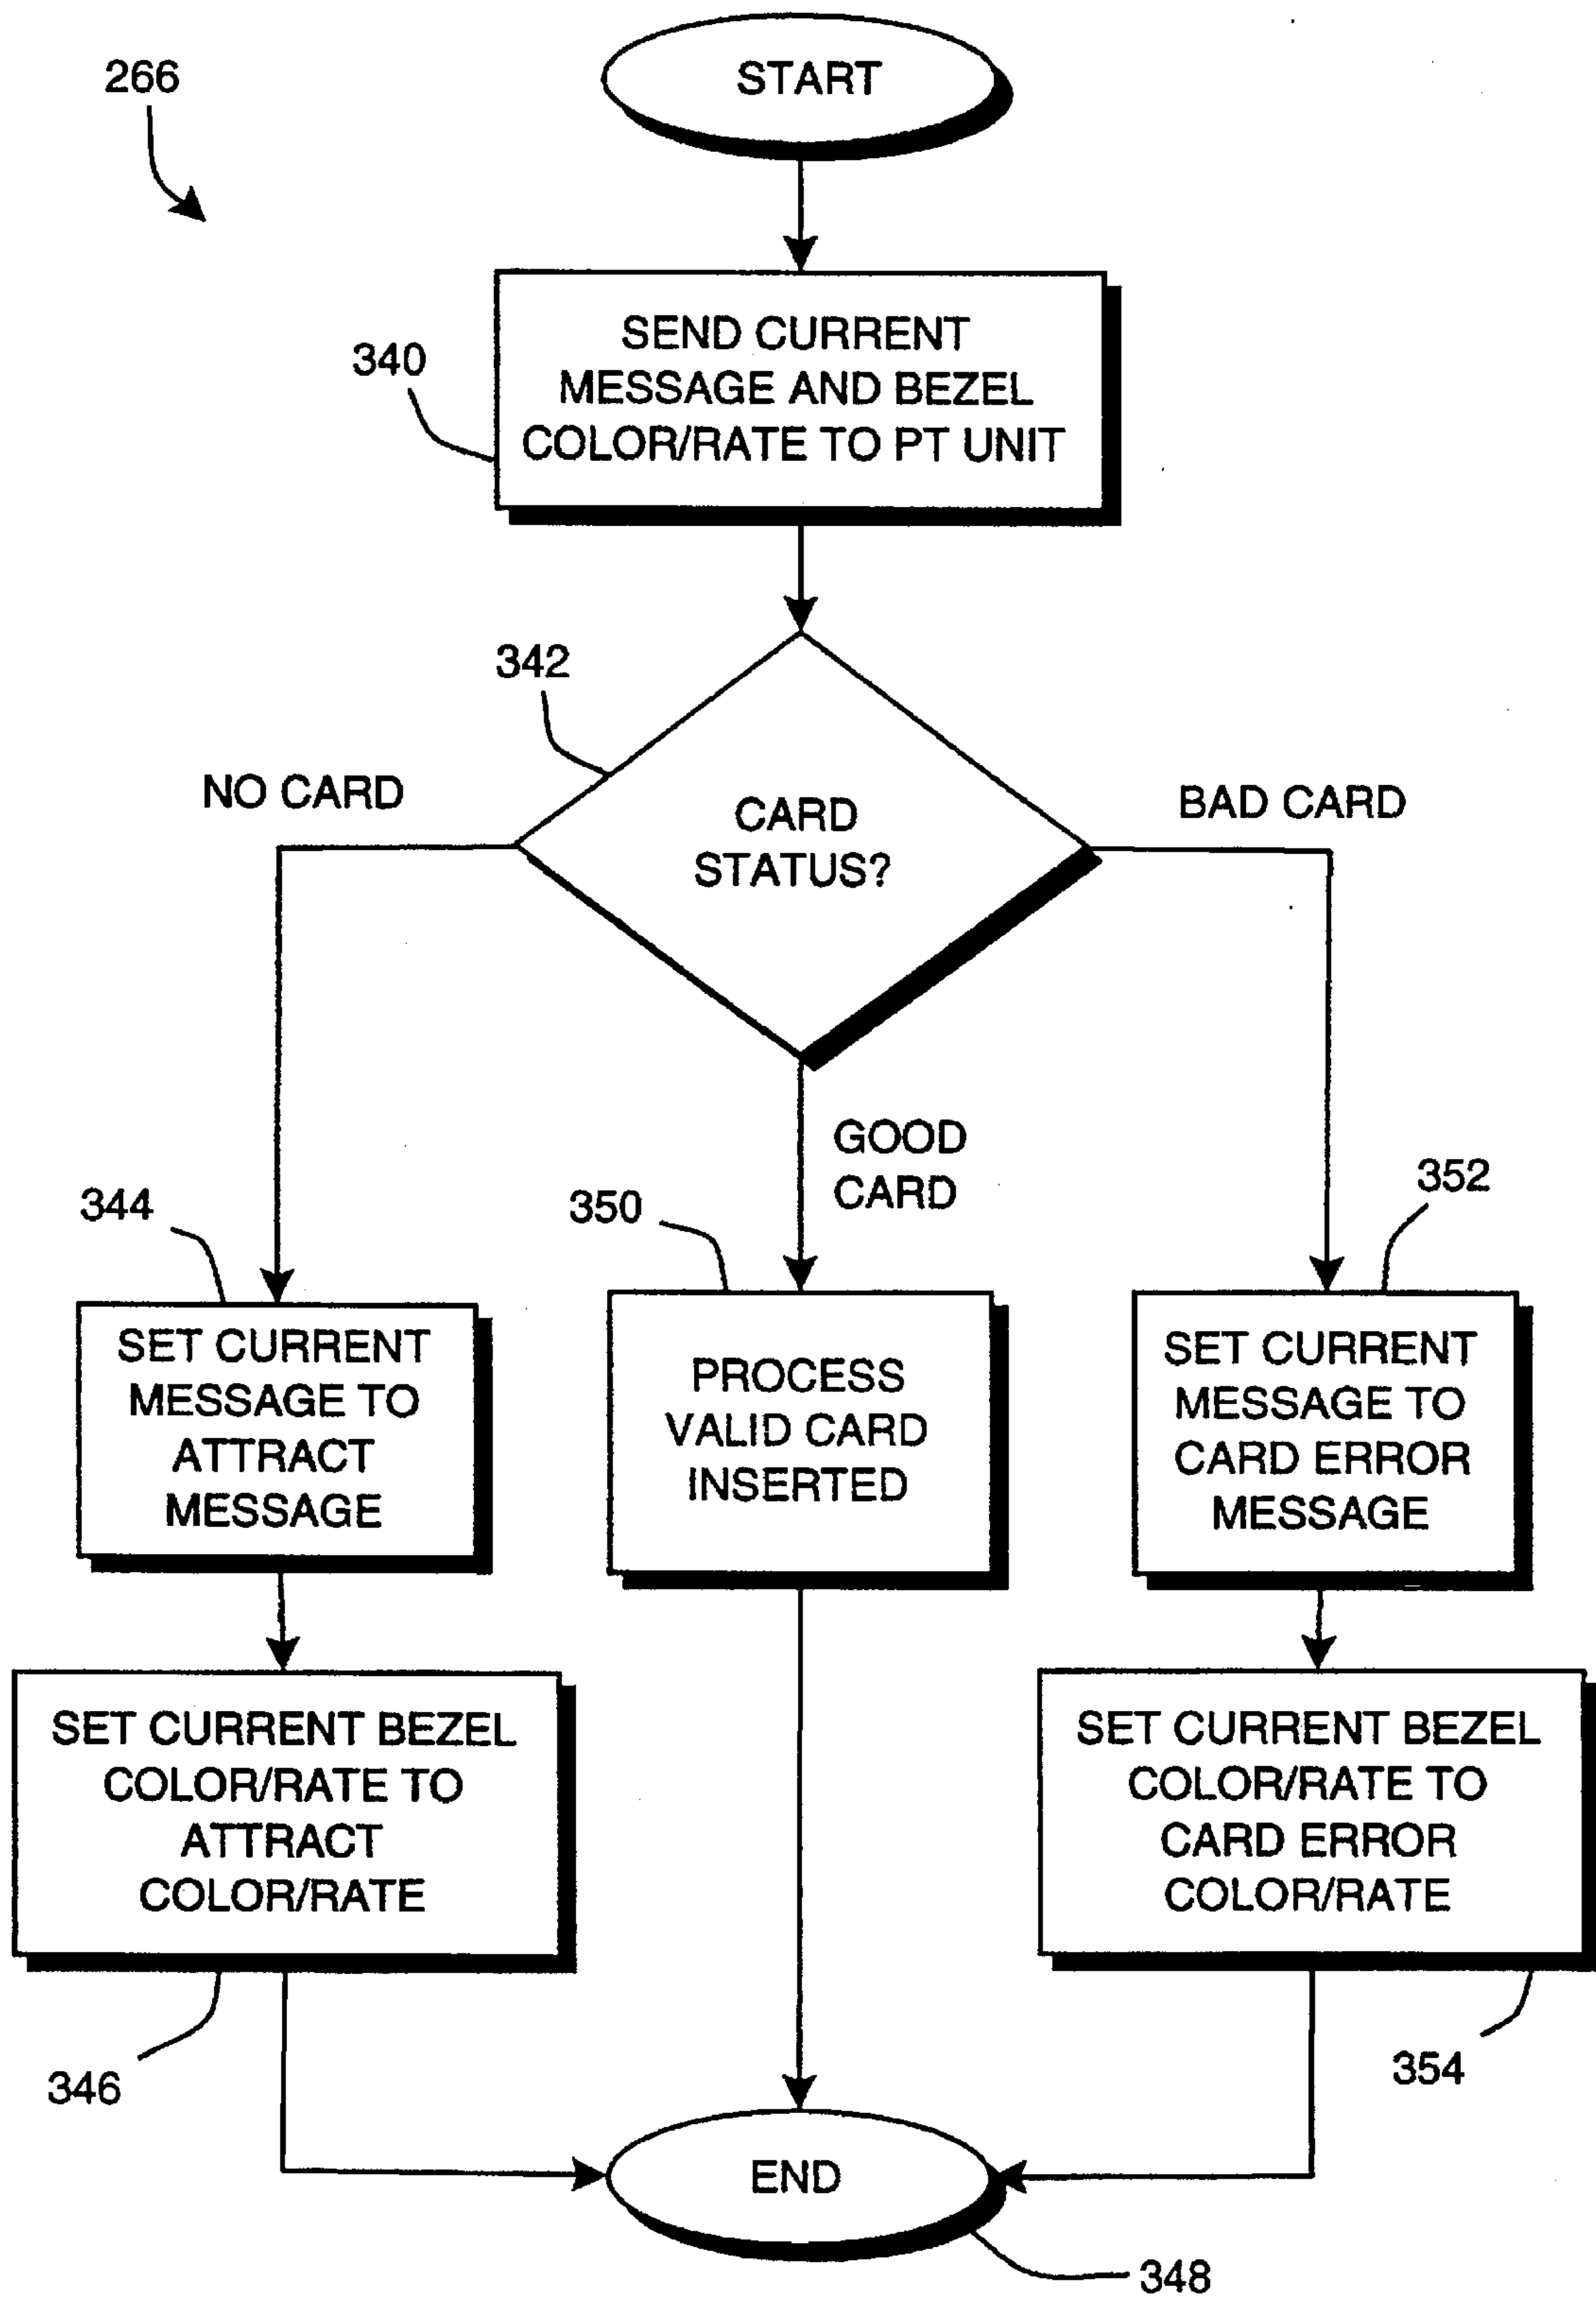 266
START
340
SEND CURRENT
MESSAGE AND BEZEL
COLOR/RATE TO PT UNIT
342
NO CARD
CARD
STATUS?
BAD CARD
GOOD
CARD
344
SET CURRENT
MESSAGE TO
ATTRACT
MESSAGE
350
PROCESS
VALID CARD
INSERTED
352
SET CURRENT
MESSAGE TO
CARD ERROR
MESSAGE
SET CURRENT BEZEL
COLOR/RATE TO
ATTRACT
COLOR/RATE
346
SET CURRENT BEZEL
COLOR/RATE TO
CARD ERROR
COLOR/RATE
354
END
348